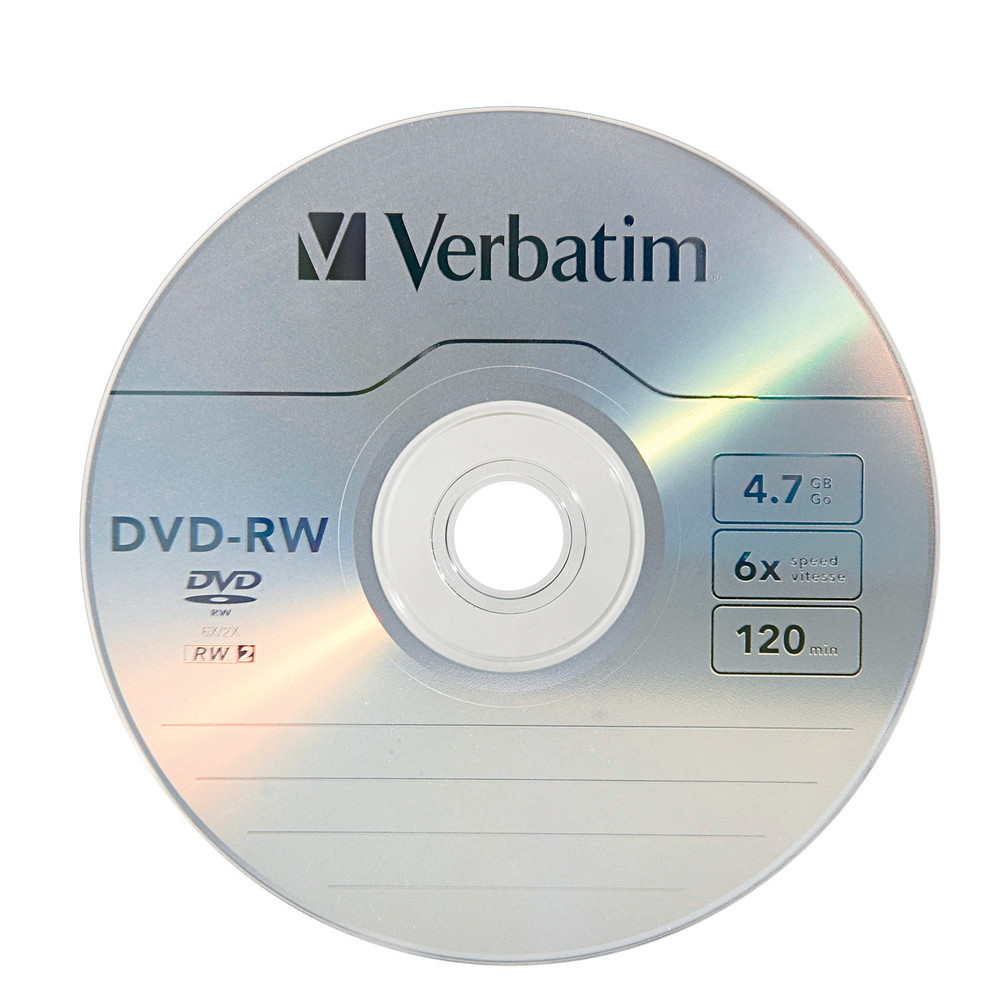 Verbatim
4.7 GB
Go
DVD-RW
6x speed
vitesse
DVD
RW
6X/2X
RW 2
120 min